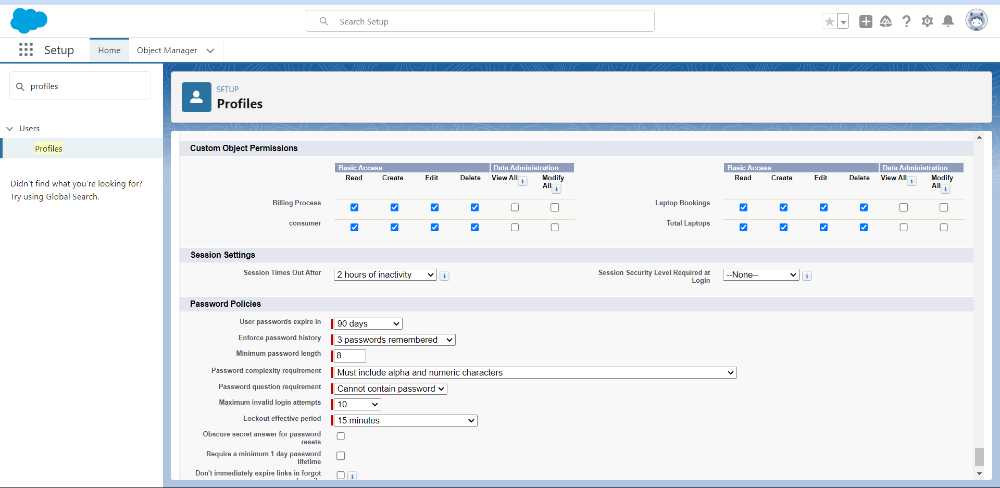 Search Setup
Setup
Home
Object Manager
profiles
Users
Profiles
Didn't find what you're looking for?
Try using Global Search.
SETUP
Profiles
Custom Object Permissions
Basic Access Data Administration Basic Access Data Administration
Read Create Edit Delete View All Modify All Read Create Edit Delete View All Modify All
Billing Process Laptop Bookings
consumer Total Laptops
Session Settings
Session Times Out After 2 hours of inactivity Session Security Level Required at Login --None--
Password Policies
User passwords expire in 90 days
Enforce password history 3 passwords remembered
Minimum password length 8
Password complexity requirement Must include alpha and numeric characters
Password question requirement Cannot contain password
Maximum invalid login attempts 10
Lockout effective period 15 minutes
Obscure secret answer for password
resets
Require a minimum 1 day password
lifetime
Don't immediately expire links in forgot